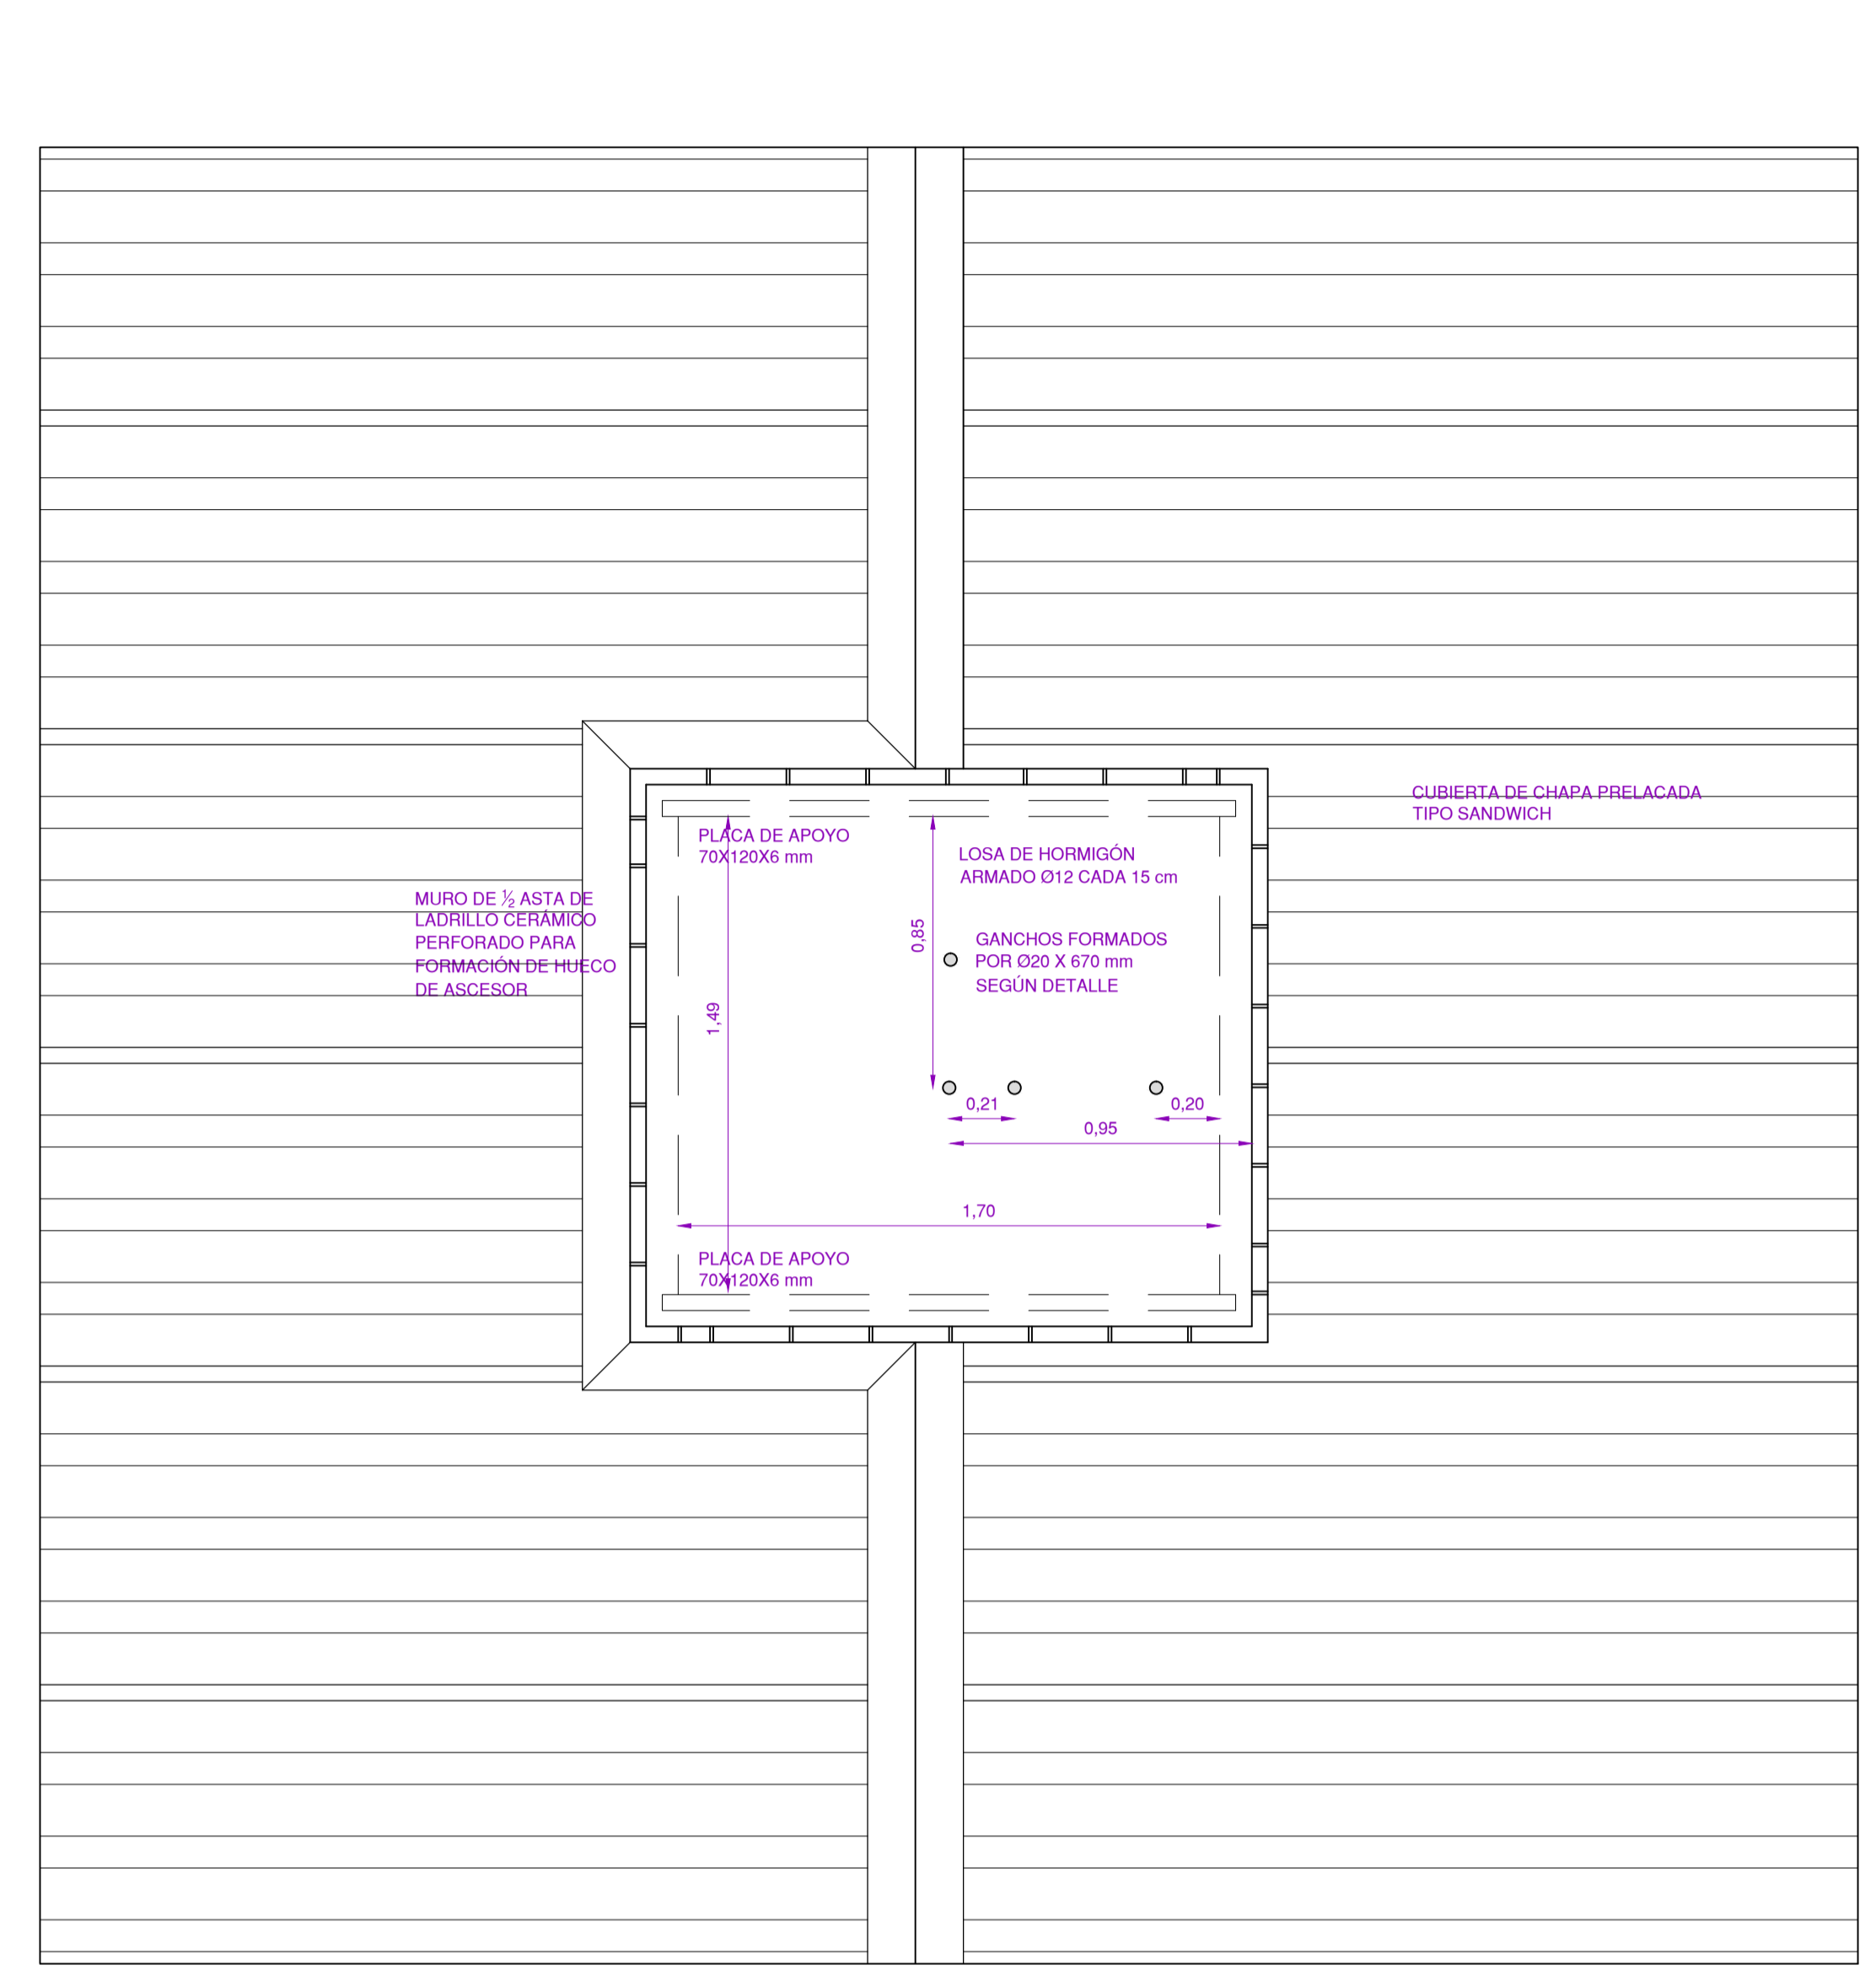 CUBIERTA DE CHAPA PRELACADA
TIPO SANDWICH
PLACA DE APOYO
70X120X6 mm
LOSA DE HORMIGÓN
ARMADO Ø12 CADA 15 cm
MURO DE ½ ASTA DE
LADRILLO CERÁMICO
PERFORADO PARA
FORMACIÓN DE HUECO
DE ASCESOR
0,85
GANCHOS FORMADOS
POR Ø20 X 670 mm
SEGÚN DETALLE
1,49
0,21
0,20
0,95
1,70
PLACA DE APOYO
70X120X6 mm